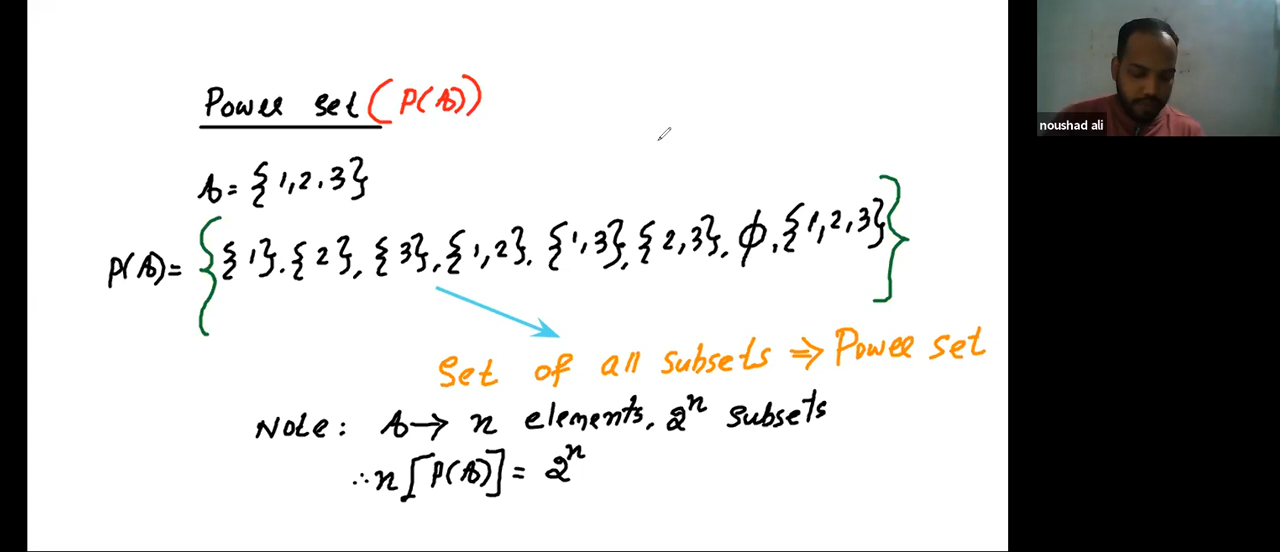 Power set (P(A))
A = {1,2,3}
P(A) = { {1}, {2}, {3}, {1,2}, {1,3}, {2,3}, ϕ, {1,2,3} }
Set of all subsets ⇒ Power set
Note: A → n elements, 2ⁿ subsets
∴ n[P(A)] = 2ⁿ
noushad ali